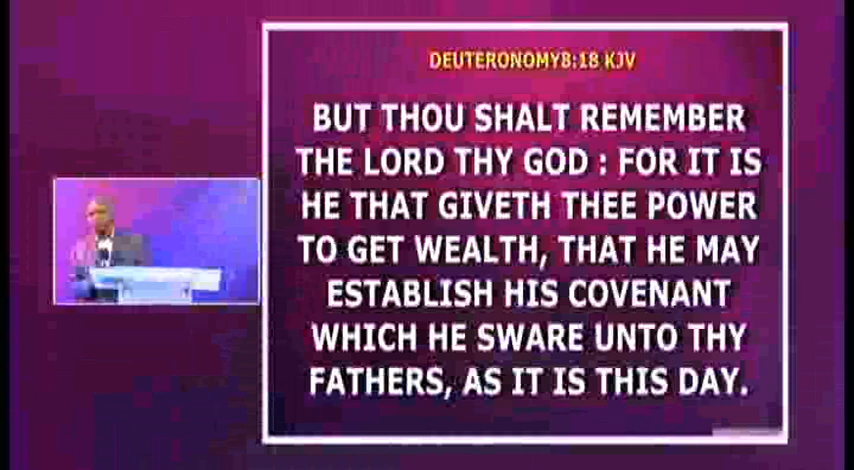 DEUTERONOMY8:18 KJV
BUT THOU SHALT REMEMBER
THE LORD THY GOD : FOR IT IS
HE THAT GIVETH THEE POWER
TO GET WEALTH, THAT HE MAY
ESTABLISH HIS COVENANT
WHICH HE SWARE UNTO THY
FATHERS, AS IT IS THIS DAY.